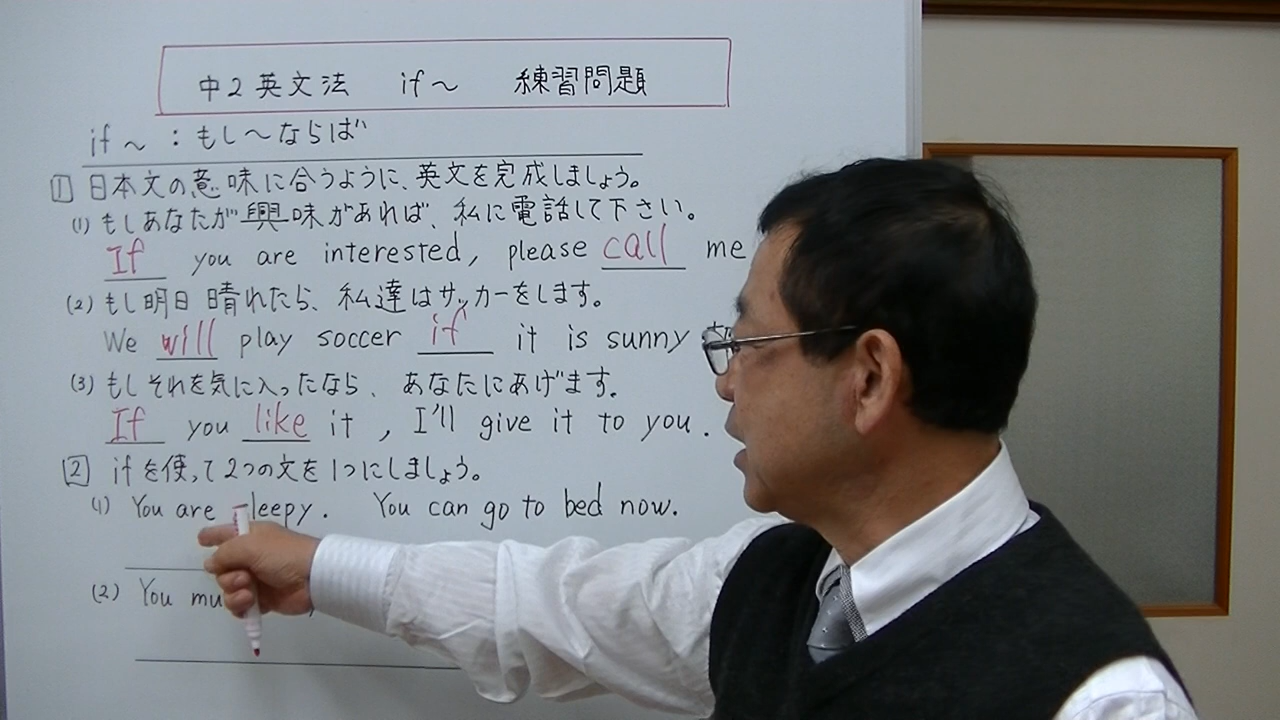 中2英文法 if～ 練習問題
if ～ : もし～ならば
1 日本文の意味に合うように、英文を完成しましょう。
(1) もしあなたが興味があれば、私に電話して下さい。
If you are interested, please call me
(2) もし明日晴れたら、私達はサッカーをします。
We will play soccer if it is sunny
(3) もしそれを気に入ったなら、あなたにあげます。
If you like it , I'll give it to you.
2 ifを使って2つの文を1つにしましょう。
(1) You are sleepy. You can go to bed now.
(2) You